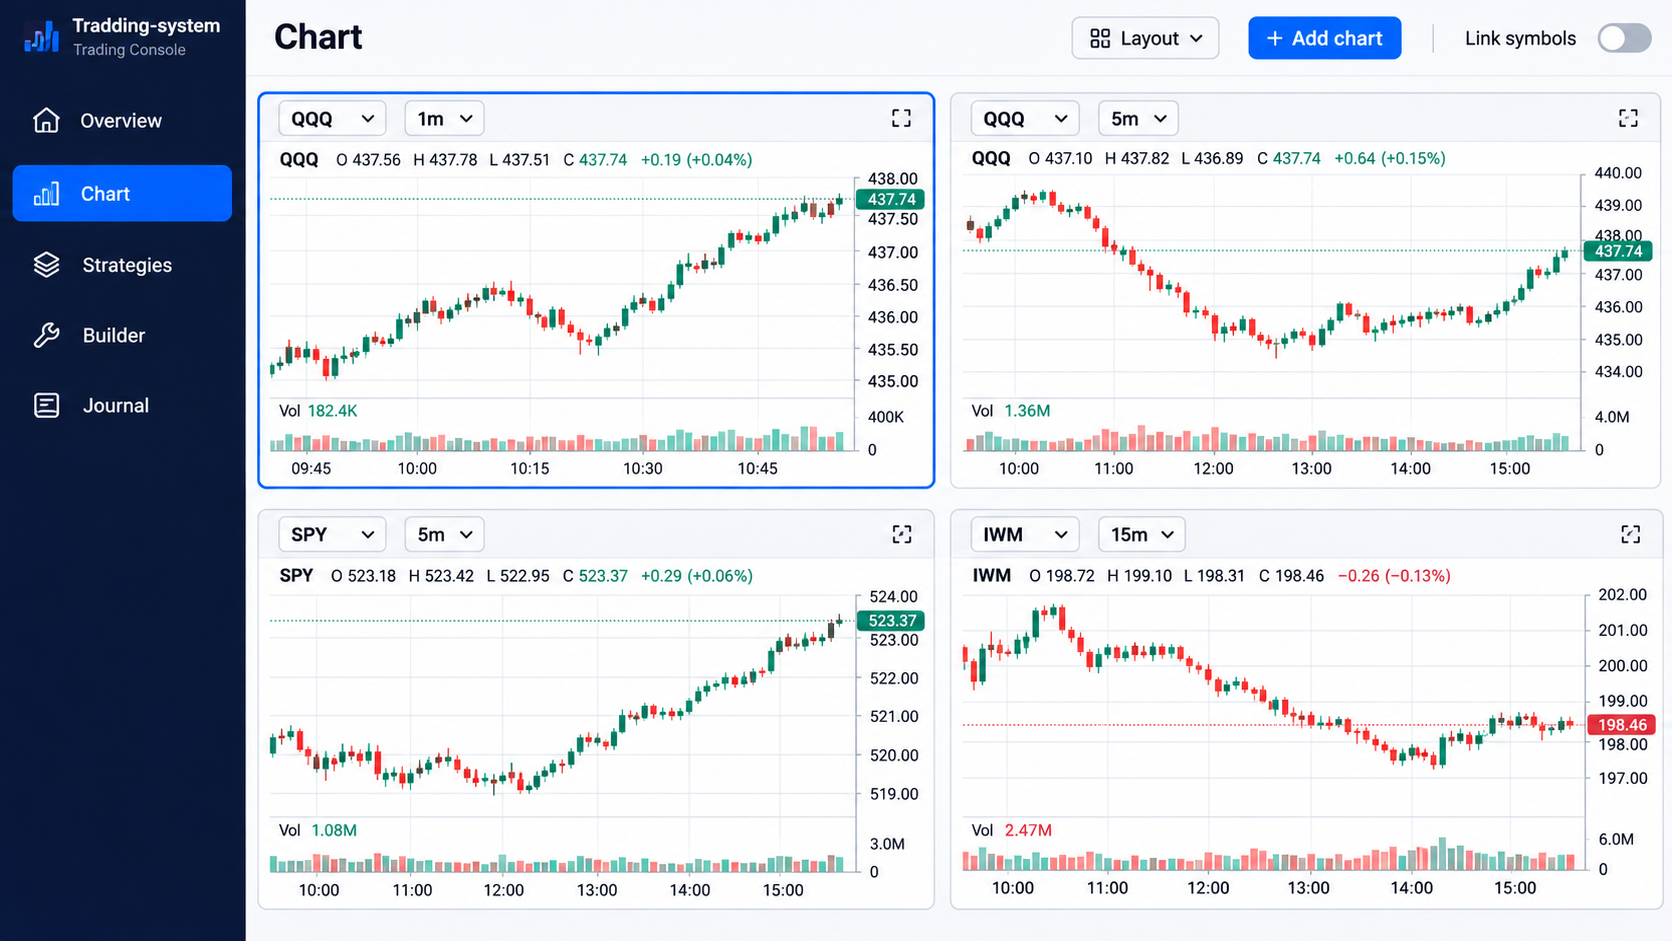 Tradding-system
Trading Console
Overview
Chart
Strategies
Builder
Journal
Chart
Layout
+ Add chart
Link symbols
QQQ 1m
QQQ O 437.56 H 437.78 L 437.51 C 437.74 +0.19 (+0.04%)
438.00
437.74
437.50
437.00
436.50
436.00
435.50
435.00
Vol 182.4K
400K
0
09:45 10:00 10:15 10:30 10:45
QQQ 5m
QQQ O 437.10 H 437.82 L 436.89 C 437.74 +0.64 (+0.15%)
440.00
439.00
438.00
437.74
437.00
436.00
435.00
434.00
Vol 1.36M
4.0M
0
10:00 11:00 12:00 13:00 14:00 15:00
SPY 5m
SPY O 523.18 H 523.42 L 522.95 C 523.37 +0.29 (+0.06%)
524.00
523.37
523.00
522.00
521.00
520.00
519.00
Vol 1.08M
3.0M
0
10:00 11:00 12:00 13:00 14:00 15:00
IWM 15m
IWM O 198.72 H 199.10 L 198.31 C 198.46 −0.26 (−0.13%)
202.00
201.00
200.00
199.00
198.46
198.00
197.00
Vol 2.47M
6.0M
0
10:00 11:00 12:00 13:00 14:00 15:00